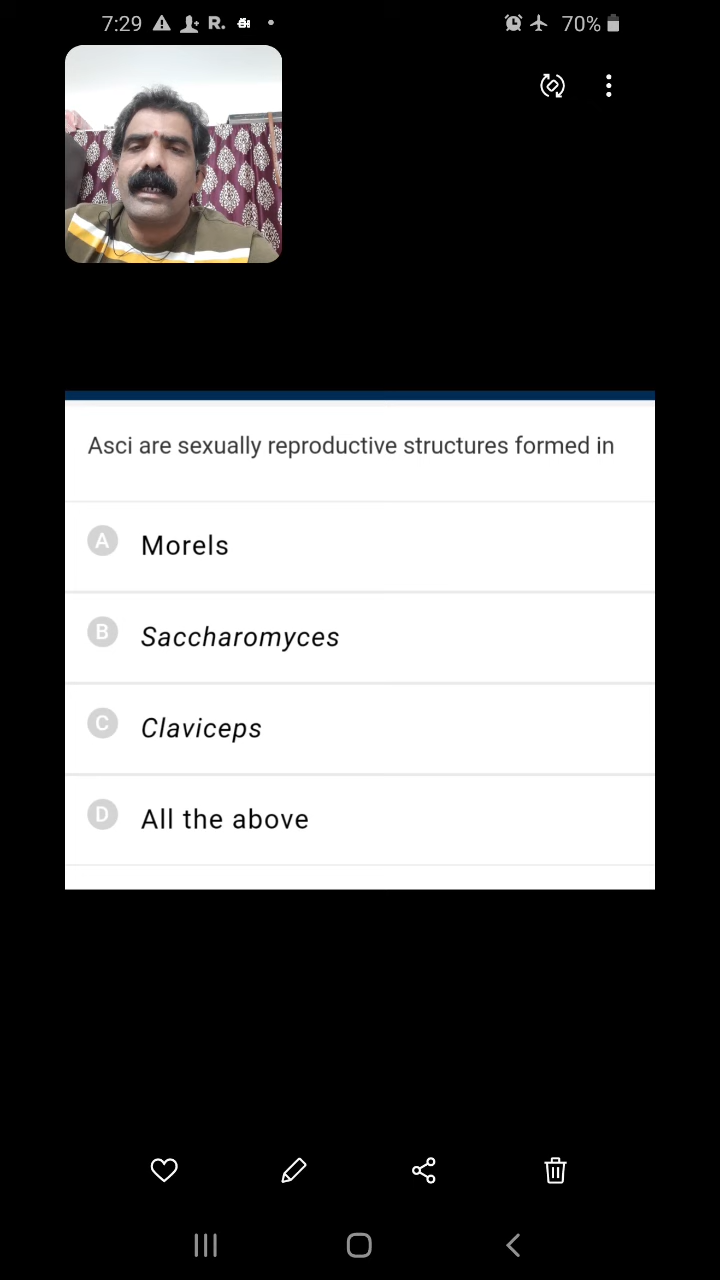 7:29 R. 70%
Asci are sexually reproductive structures formed in
A Morels
B Saccharomyces
C Claviceps
D All the above